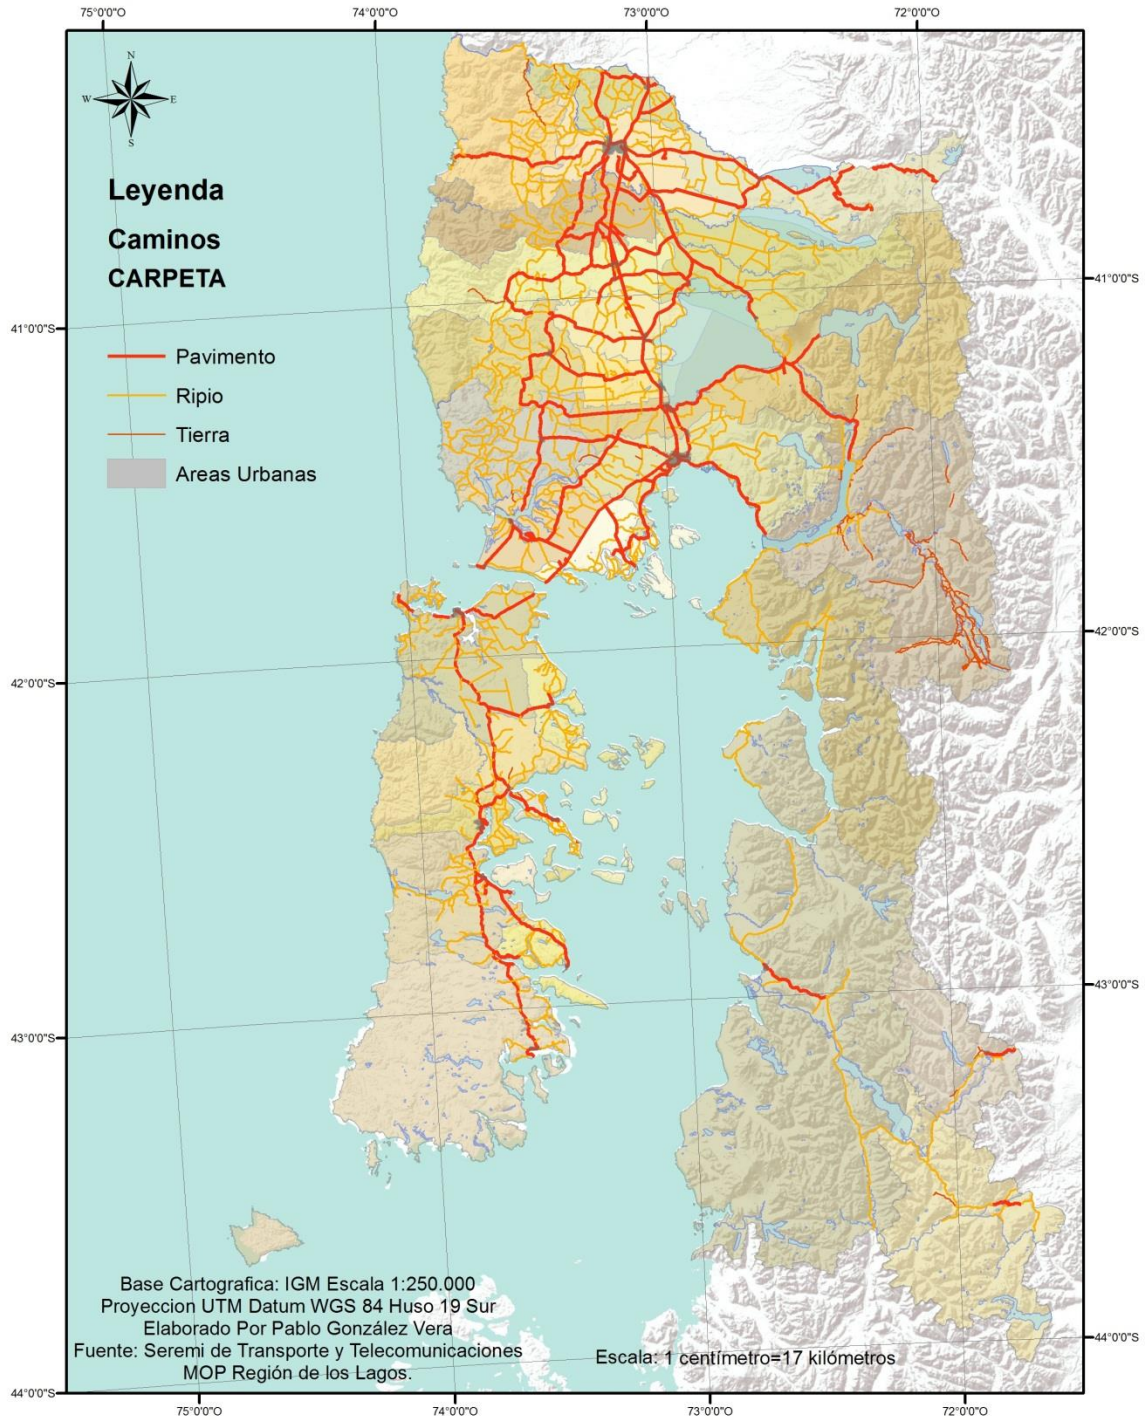 75°0'0"O 74°0'0"O 73°0'0"O 72°0'0"O
N
W E
S
Leyenda
Caminos
CARPETA
Pavimento
Ripio
Tierra
Areas Urbanas
41°0'0"S
41°0'0"S
42°0'0"S
42°0'0"S
43°0'0"S
43°0'0"S
44°0'0"S
44°0'0"S
Base Cartografica: IGM Escala 1:250.000
Proyeccion UTM Datum WGS 84 Huso 19 Sur
Elaborado Por Pablo González Vera
Fuente: Seremi de Transporte y Telecomunicaciones
MOP Región de los Lagos.
Escala: 1 centímetro=17 kilómetros
75°0'0"O 74°0'0"O 73°0'0"O 72°0'0"O